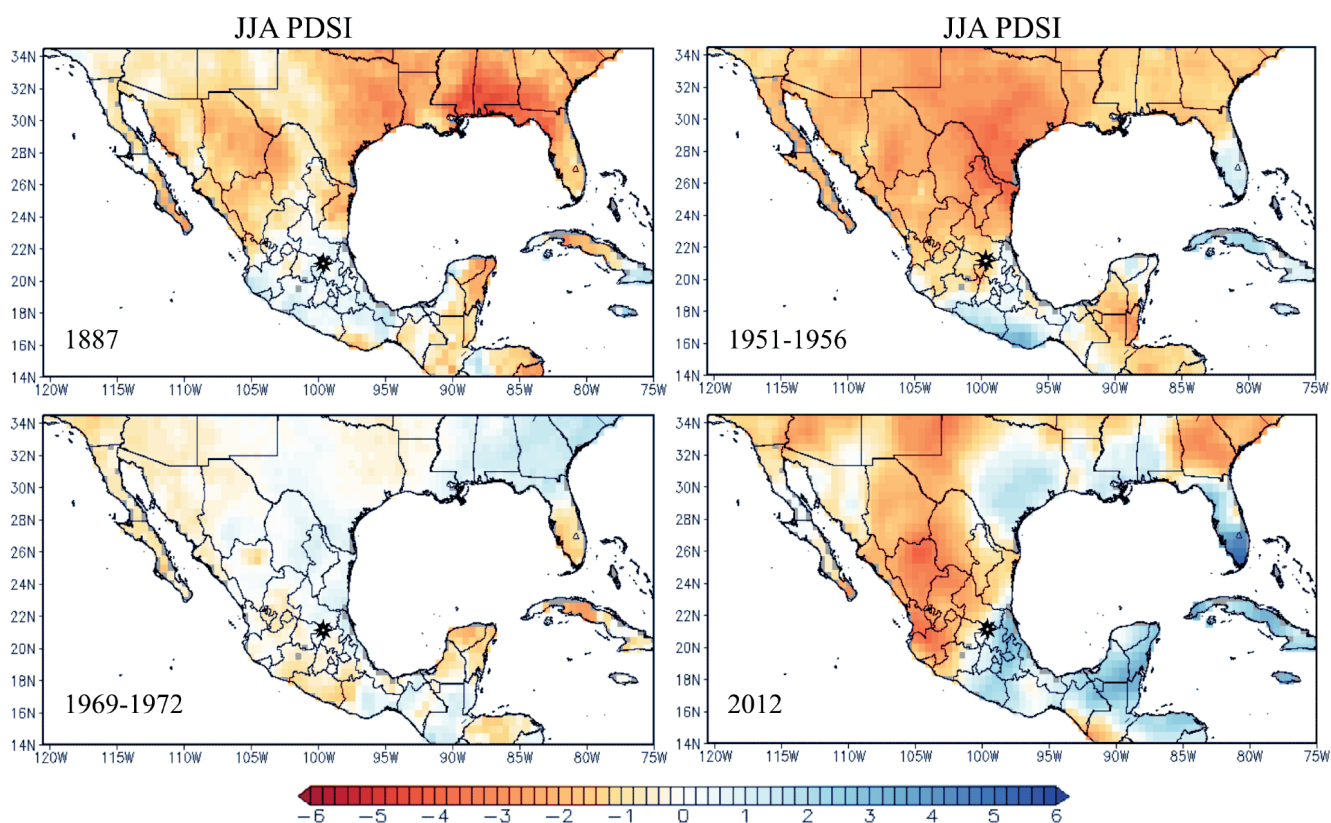 JJA PDSI
JJA PDSI
34N
32N
30N
28N
26N
24N
22N
20N
18N
16N
14N
1887
120W 115W 110W 105W 100W 95W 90W 85W 80W 75W
34N
32N
30N
28N
26N
24N
22N
20N
18N
16N
14N
1951-1956
120W 115W 110W 105W 100W 95W 90W 85W 80W 75W
34N
32N
30N
28N
26N
24N
22N
20N
18N
16N
14N
1969-1972
120W 115W 110W 105W 100W 95W 90W 85W 80W 75W
34N
32N
30N
28N
26N
24N
22N
20N
18N
16N
14N
2012
120W 115W 110W 105W 100W 95W 90W 85W 80W 75W
-6 -5 -4 -3 -2 -1 0 1 2 3 4 5 6